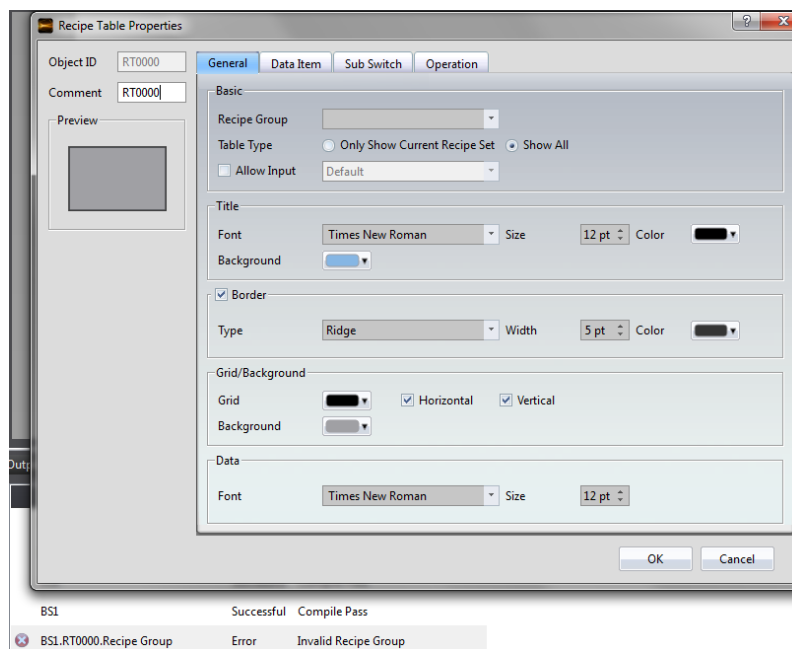 Recipe Table Properties
?
Object ID RT0000
Comment RT0000
Preview
General Data Item Sub Switch Operation
Basic
Recipe Group
Table Type Only Show Current Recipe Set Show All
Allow Input Default
Title
Font Times New Roman Size 12 pt Color
Background
Border
Type Ridge Width 5 pt Color
Grid/Background
Grid Horizontal Vertical
Background
Data
Font Times New Roman Size 12 pt
OK Cancel
BS1 Successful Compile Pass
BS1.RT0000.Recipe Group Error Invalid Recipe Group